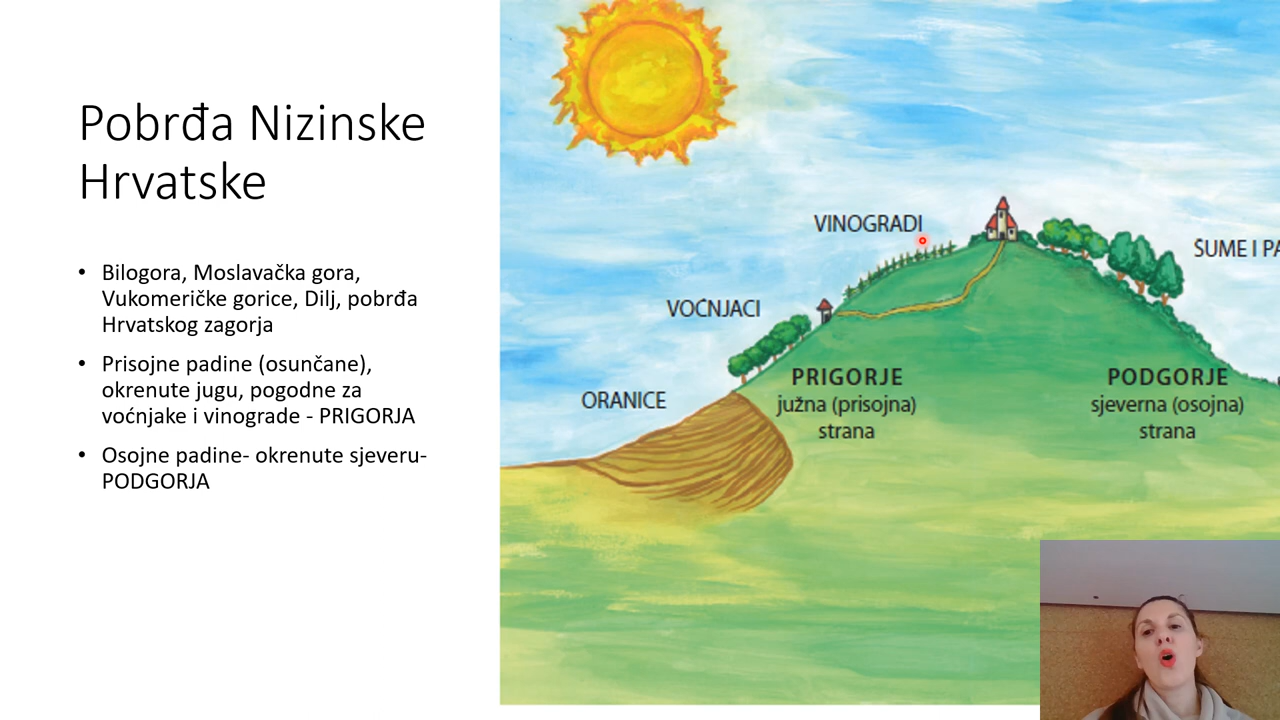 Pobrđa Nizinske
Hrvatske
• Bilogora, Moslavačka gora,
Vukomeričke gorice, Dilj, pobrđa
Hrvatskog zagorja
• Prisojne padine (osunčane),
okrenute jugu, pogodne za
voćnjake i vinograde - PRIGORJA
• Osojne padine- okrenute sjeveru-
PODGORJA
VINOGRADI
ŠUME I PA
VOĆNJACI
ORANICE
PRIGORJE
južna (prisojna)
strana
PODGORJE
sjeverna (osojna)
strana